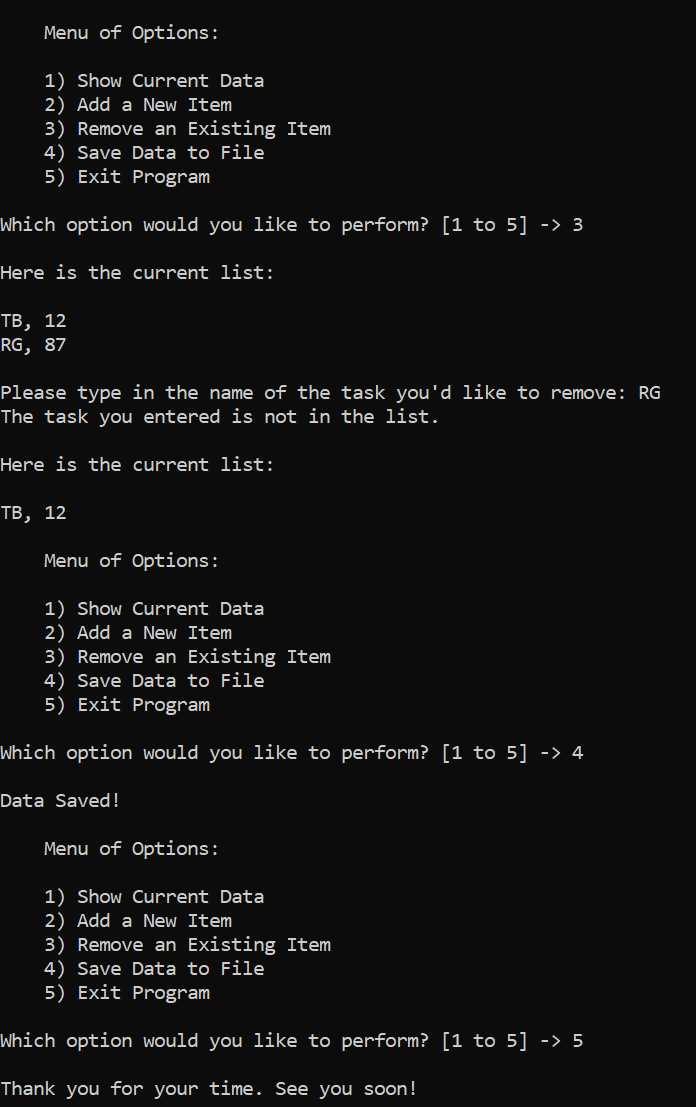 Menu of Options:
1) Show Current Data
2) Add a New Item
3) Remove an Existing Item
4) Save Data to File
5) Exit Program
Which option would you like to perform? [1 to 5] -> 3
Here is the current list:
TB, 12
RG, 87
Please type in the name of the task you'd like to remove: RG
The task you entered is not in the list.
Here is the current list:
TB, 12
Menu of Options:
1) Show Current Data
2) Add a New Item
3) Remove an Existing Item
4) Save Data to File
5) Exit Program
Which option would you like to perform? [1 to 5] -> 4
Data Saved!
Menu of Options:
1) Show Current Data
2) Add a New Item
3) Remove an Existing Item
4) Save Data to File
5) Exit Program
Which option would you like to perform? [1 to 5] -> 5
Thank you for your time. See you soon!